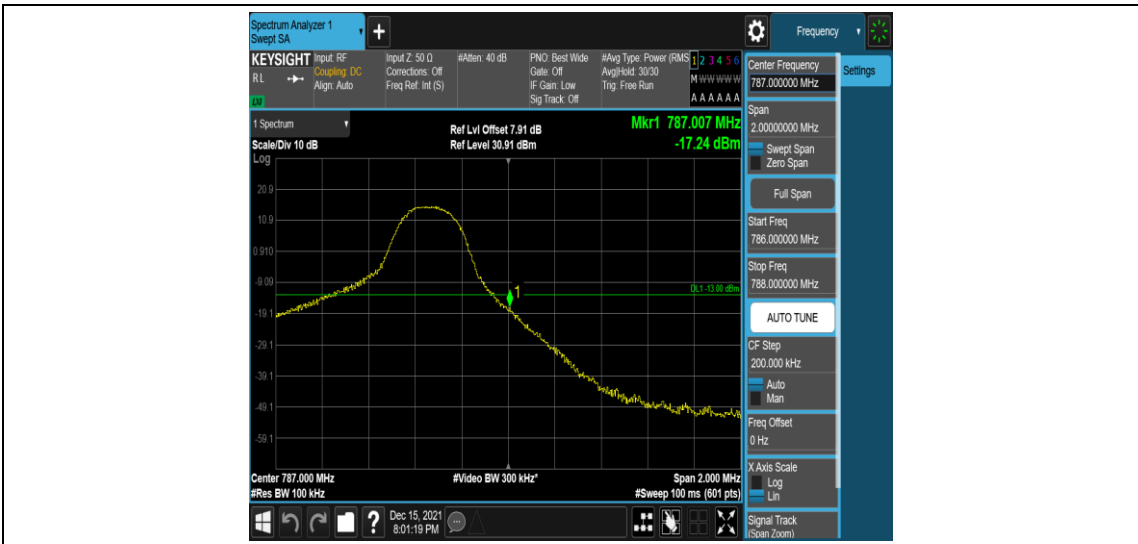 Spectrum Analyzer 1
Swept SA
+
Frequency
KEYSIGHT
RL
LXI
Input: RF
Coupling: DC
Align: Auto
Input Z: 50 Ω
Corrections: Off
Freq Ref: Int (S)
#Atten: 40 dB
PNO: Best Wide
Gate: Off
IF Gain: Low
Sig Track: Off
#Avg Type: Power (RMS
Avg|Hold: 30/30
Trig: Free Run
1 2 3 4 5 6
M W W W W W
A A A A A A
1 Spectrum
Scale/Div 10 dB
Log
Ref Lvl Offset 7.91 dB
Ref Level 30.91 dBm
Mkr1 787.007 MHz
-17.24 dBm
20.9
10.9
0.910
-9.09
DL1 -13.00 dBm
1
-19.1
-29.1
-39.1
-49.1
-59.1
Center 787.000 MHz
#Video BW 300 kHz*
Span 2.000 MHz
#Res BW 100 kHz
#Sweep 100 ms (601 pts)
?
Dec 15, 2021
8:01:19 PM
Center Frequency
787.000000 MHz
Settings
Span
2.00000000 MHz
Swept Span
Zero Span
Full Span
Start Freq
786.000000 MHz
Stop Freq
788.000000 MHz
AUTO TUNE
CF Step
200.000 kHz
Auto
Man
Freq Offset
0 Hz
X Axis Scale
Log
Lin
Signal Track
(Span Zoom)